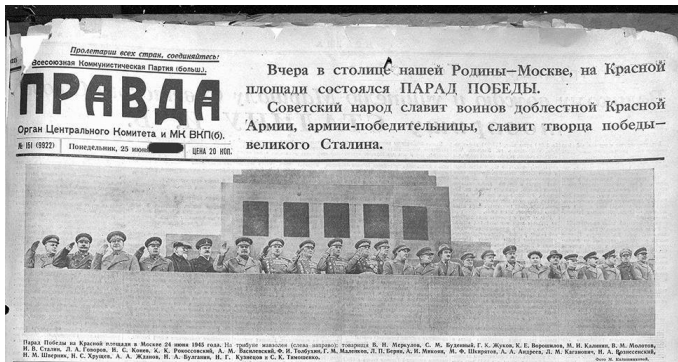 Пролетарии всех стран, соединяйтесь!
Всесоюзная Коммунистическая Партия (больш.).
ПРАВДА
Орган Центрального Комитета и МК ВКП(б).
№ 151 (9922) Понедельник, 25 июня ЦЕНА 20 КОП.
Вчера в столице нашей Родины—Москве, на Красной
площади состоялся ПАРАД ПОБЕДЫ.
Советский народ славит воинов доблестной Красной
Армии, армии-победительницы, славит творца победы—
великого Сталина.
Парад Победы на Красной площади в Москве 24 июня 1945 года. На трибуне мавзолея (слева направо): товарищи В. Н. Меркулов, С. М. Буденный, Г. К. Жуков, К. Е. Ворошилов, М. И. Калинин, В. М. Молотов,
И. В. Сталин, Л. А. Говоров, И. С. Конев, К. К. Рокоссовский, А. М. Василевский, Ф. И. Толбухин, Г. М. Маленков, Л. П. Берия, А. И. Микоян, М. Ф. Шкирятов, А. А. Андреев, Л. М. Каганович, Н. А. Вознесенский,
Н. М. Шверник, Н. С. Хрущев, А. А. Жданов, Н. А. Булганин, Н. Г. Кузнецов и С. К. Тимошенко.
Фото М. Калашникова.